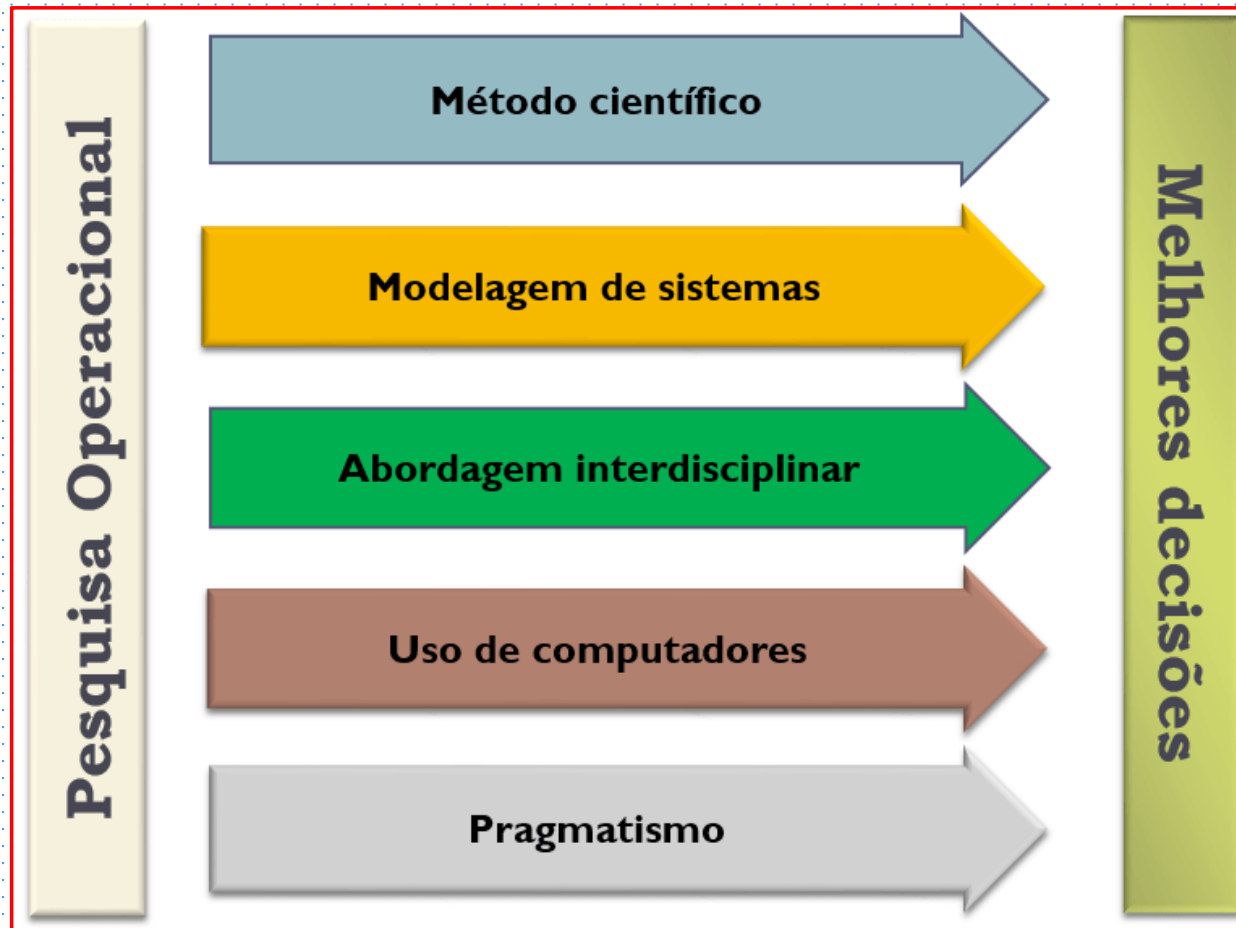 Pesquisa Operacional
Método científico
Modelagem de sistemas
Abordagem interdisciplinar
Uso de computadores
Pragmatismo
Melhores decisões